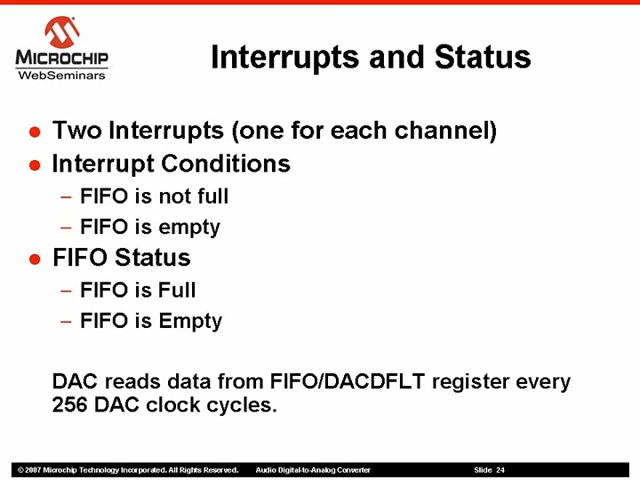 MICROCHIP
WebSeminars
Interrupts and Status
● Two Interrupts (one for each channel)
● Interrupt Conditions
– FIFO is not full
– FIFO is empty
● FIFO Status
– FIFO is Full
– FIFO is Empty
DAC reads data from FIFO/DACDFLT register every
256 DAC clock cycles.
© 2007 Microchip Technology Incorporated. All Rights Reserved. Audio Digital-to-Analog Converter Slide 24